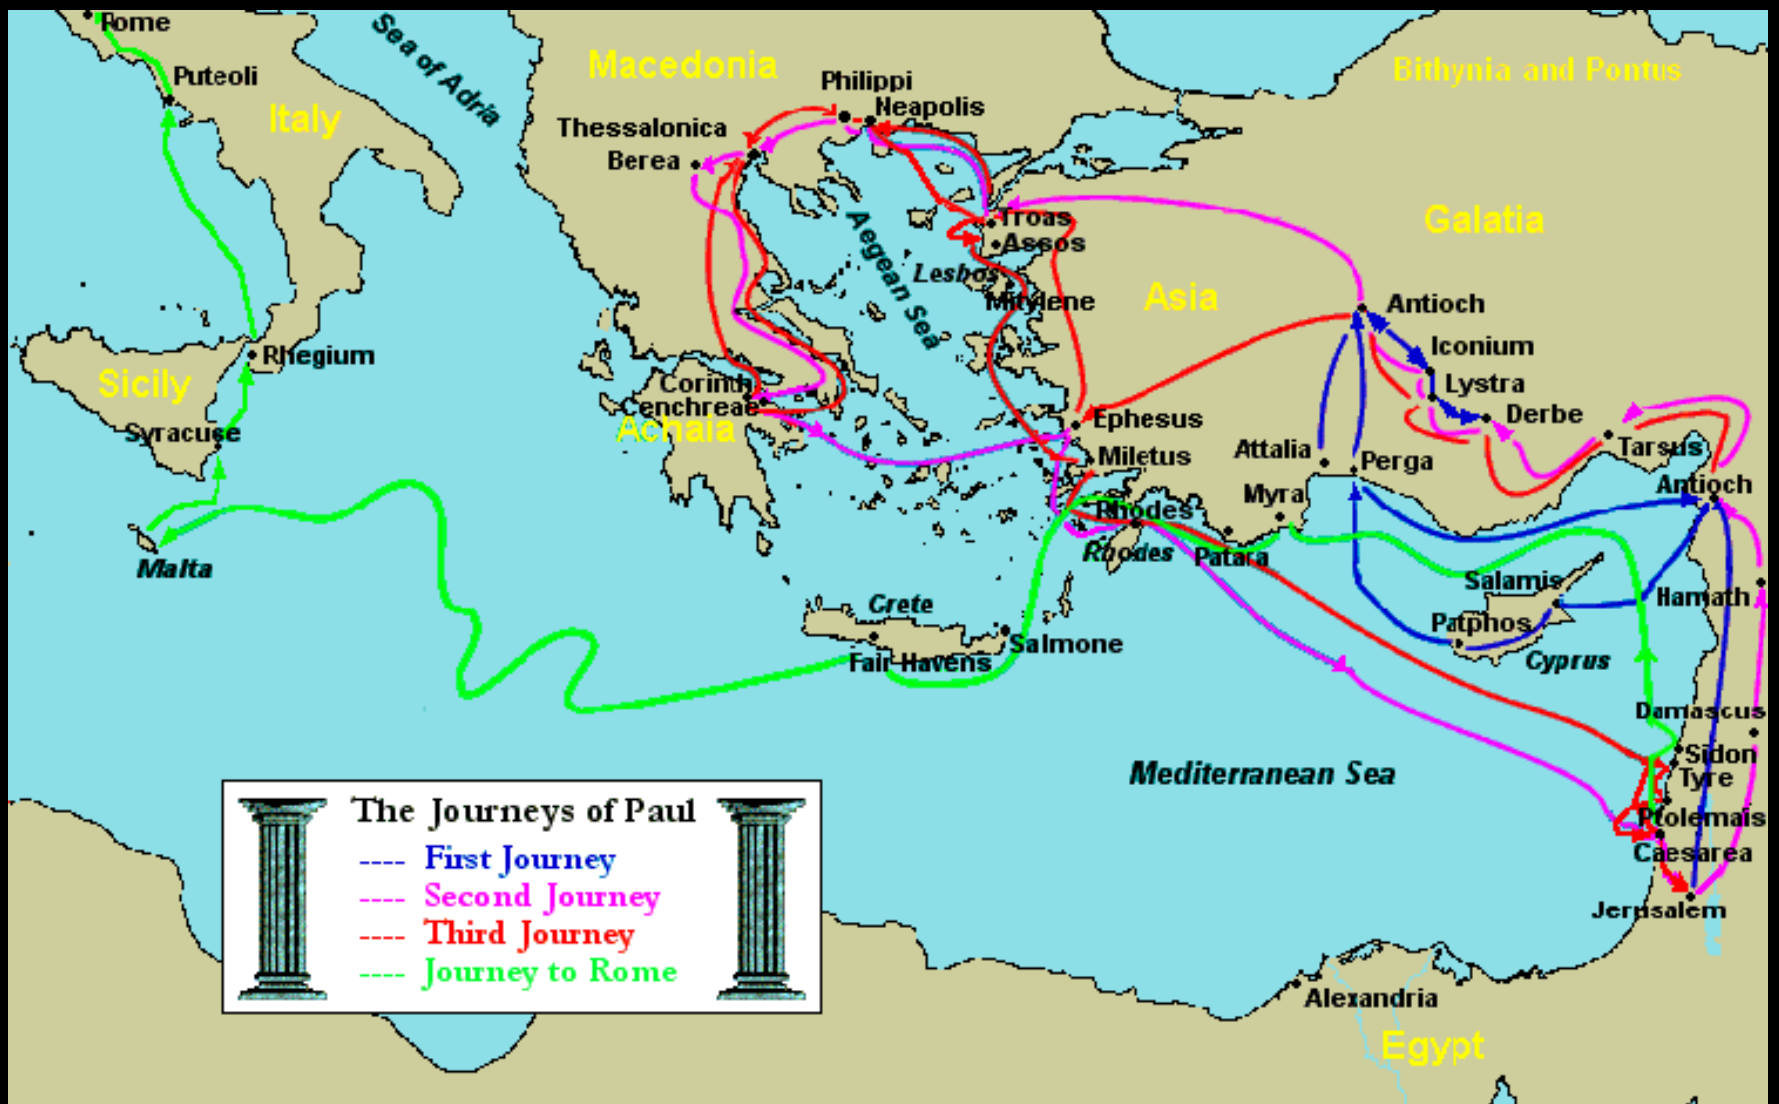 Rome
Puteoli
Italy
Sea of Adria
Macedonia
Philippi
Neapolis
Thessalonica
Berea
Bithynia and Pontus
Galatia
Troas
Assos
Aegean Sea
Lesbos
Mitylene
Asia
Antioch
Iconium
Lystra
Derbe
Rhegium
Sicily
Syracuse
Corinth
Cenchreae
Achaia
Ephesus
Miletus
Attalia
Perga
Myra
Tarsus
Antioch
Rhodes
Rhodes
Patara
Malta
Crete
Salmone
Fair Havens
Salamis
Patphos
Cyprus
Hamath
Damascus
Sidon
Tyre
Ptolemais
Caesarea
Jerusalem
Mediterranean Sea
Alexandria
Egypt
The Journeys of Paul
---- First Journey
---- Second Journey
---- Third Journey
---- Journey to Rome